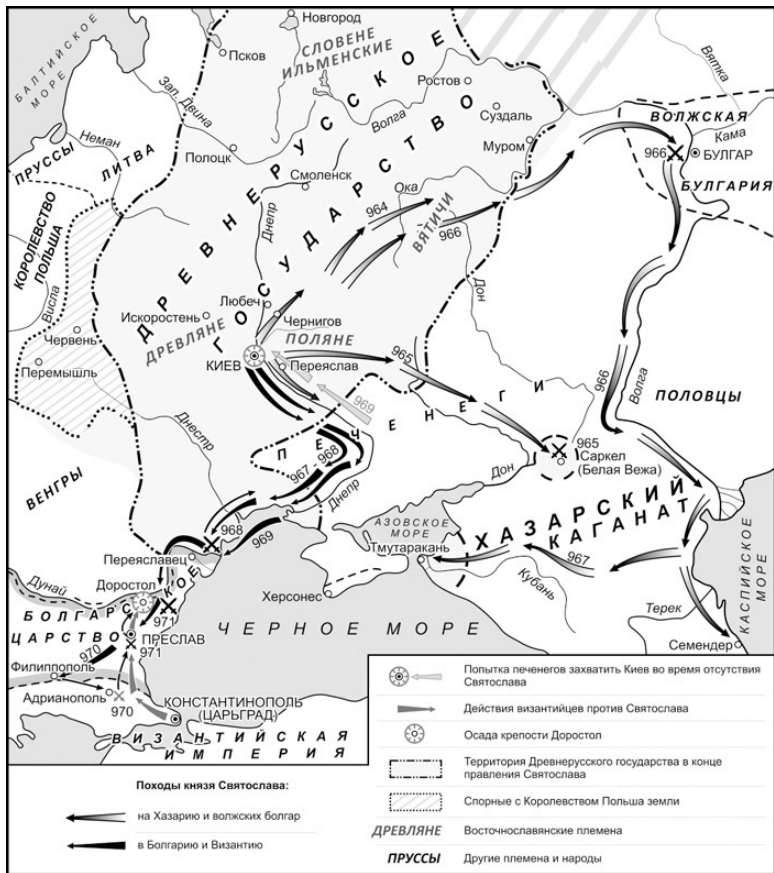 Новгород
Псков
СЛОВЕНЕ
ИЛЬМЕНСКИЕ
БАЛТИЙСКОЕ
МОРЕ
Зап. Двина
Ростов
Вятка
Суздаль
Волга
ВОЛЖСКАЯ
Кама
966
БУЛГАР
БУЛГАРИЯ
Неман
ПРУССЫ
ЛИТВА
Полоцк
Муром
Смоленск
Ока
964
ВЯТИЧИ
966
Днепр
ДРЕВНЕРУССКОЕ
ГОСУДАРСТВО
КОРОЛЕВСТВО
ПОЛЬША
Висла
Дон
Любеч
Искоростень
Чернигов
ДРЕВЛЯНЕ
ПОЛЯНЕ
Червень
КИЕВ
Переяслав
965
Перемышль
969
966
Волга
ПОЛОВЦЫ
ПЕЧЕНЕГИ
Днестр
965
Саркел
(Белая Вежа)
968
967
Дон
Днепр
ВЕНГРЫ
ХАЗАРСКИЙ
КАГАНАТ
968
969
АЗОВСКОЕ
МОРЕ
Тмутаракань
967
Переяславец
Кубань
КАСПИЙСКОЕ
МОРЕ
Дунай
Доростол
Херсонес
Терек
БОЛГАРСКОЕ
ЦАРСТВО
971
ПРЕСЛАВ
971
970
ЧЕРНОЕ МОРЕ
Семендер
Филиппополь
Адрианополь
970
КОНСТАНТИНОПОЛЬ
(ЦАРЬГРАД)
ВИЗАНТИЙСКАЯ
ИМПЕРИЯ
Походы князя Святослава:
на Хазарию и волжских болгар
в Болгарию и Византию
Попытка печенегов захватить Киев во время отсутствия
Святослава
Действия византийцев против Святослава
Осада крепости Доростол
Территория Древнерусского государства в конце
правления Святослава
Спорные с Королевством Польша земли
ДРЕВЛЯНЕ Восточнославянские племена
ПРУССЫ Другие племена и народы